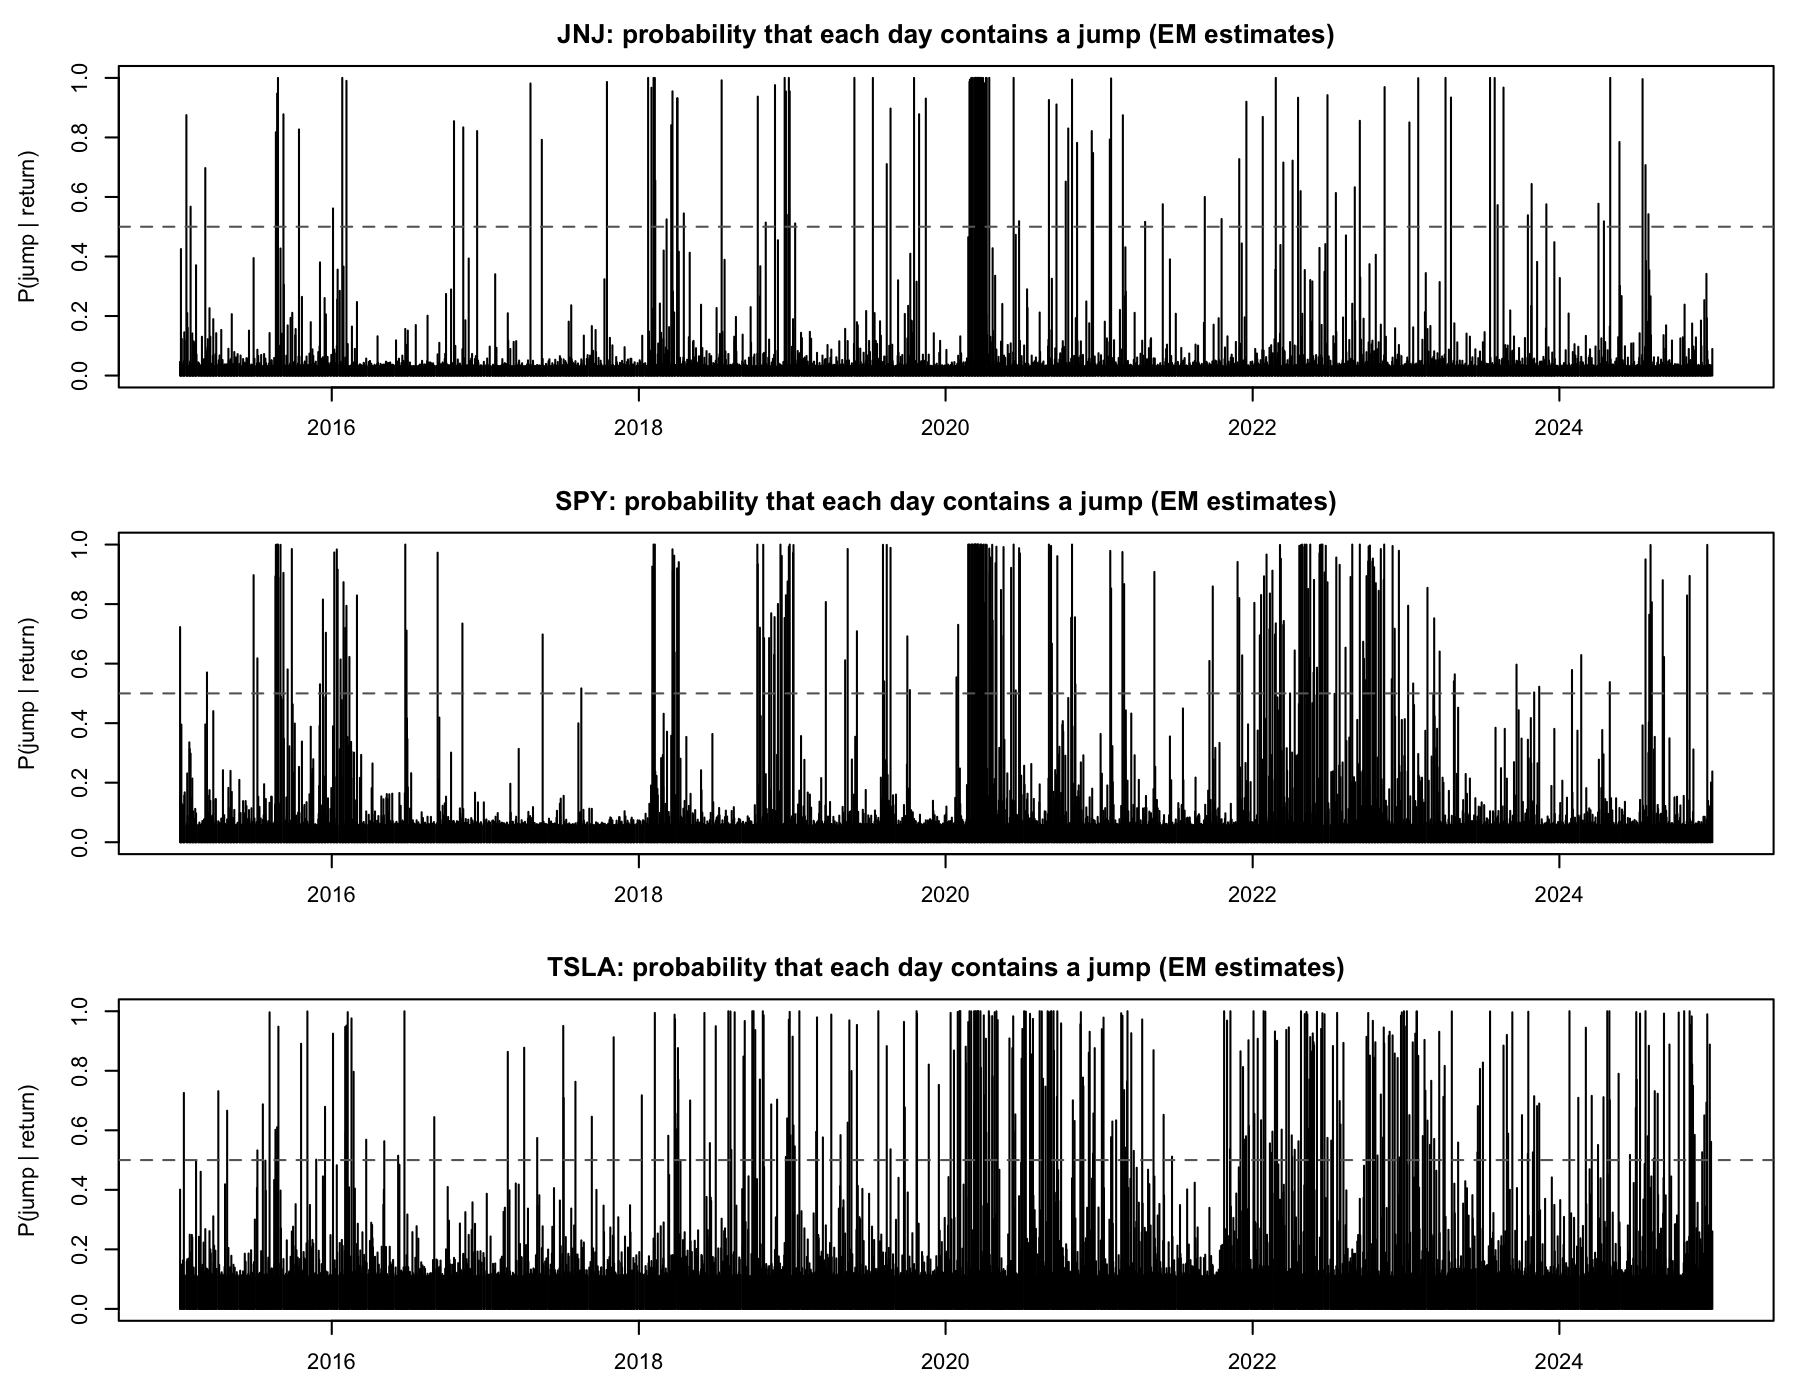 JNJ: probability that each day contains a jump (EM estimates)
P(jump | return)
1.0
0.8
0.6
0.4
0.2
0.0
2016 2018 2020 2022 2024
SPY: probability that each day contains a jump (EM estimates)
P(jump | return)
1.0
0.8
0.6
0.4
0.2
0.0
2016 2018 2020 2022 2024
TSLA: probability that each day contains a jump (EM estimates)
P(jump | return)
1.0
0.8
0.6
0.4
0.2
0.0
2016 2018 2020 2022 2024